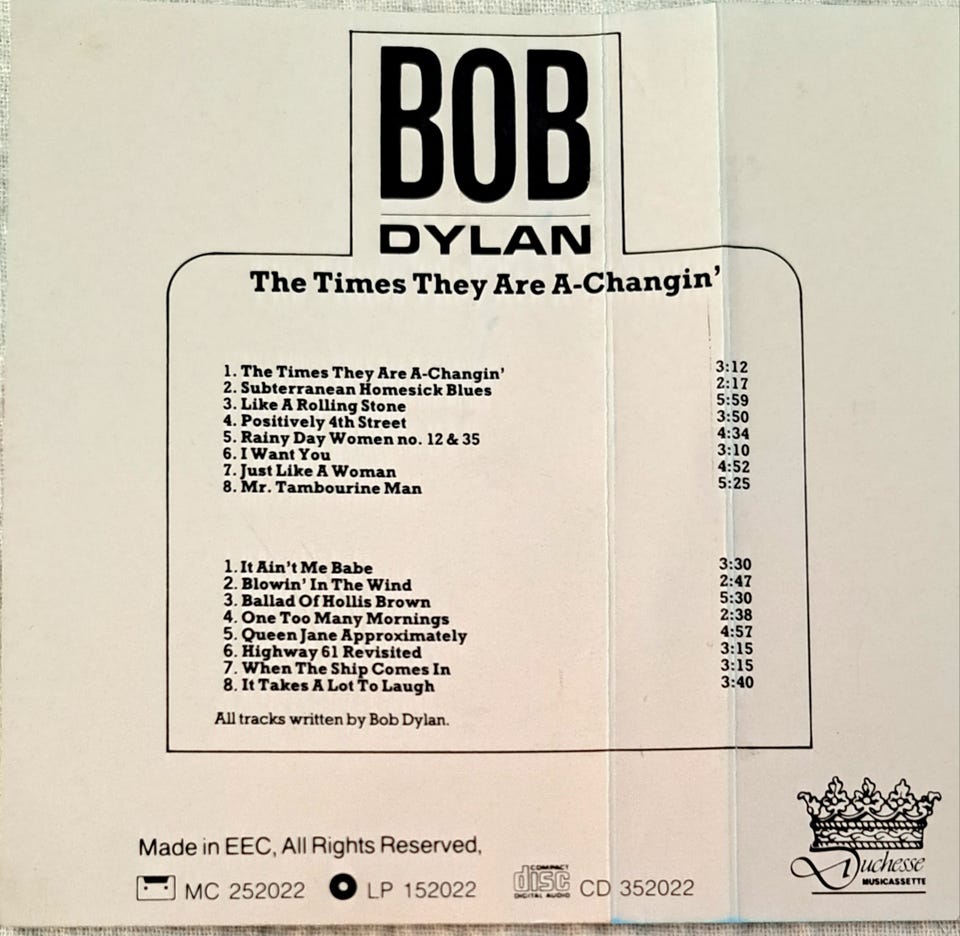 BOB
DYLAN
The Times They Are A-Changin'
1. The Times They Are A-Changin' 3:12
2. Subterranean Homesick Blues 2:17
3. Like A Rolling Stone 5:59
4. Positively 4th Street 3:50
5. Rainy Day Women no. 12 & 35 4:34
6. I Want You 3:10
7. Just Like A Woman 4:52
8. Mr. Tambourine Man 5:25
1. It Ain't Me Babe 3:30
2. Blowin' In The Wind 2:47
3. Ballad Of Hollis Brown 5:30
4. One Too Many Mornings 2:38
5. Queen Jane Approximately 4:57
6. Highway 61 Revisited 3:15
7. When The Ship Comes In 3:15
8. It Takes A Lot To Laugh 3:40
All tracks written by Bob Dylan.
Made in EEC, All Rights Reserved,
MC 252022 LP 152022 COMPACT disc DIGITAL AUDIO CD 352022
Duchesse
MUSICASSETTE